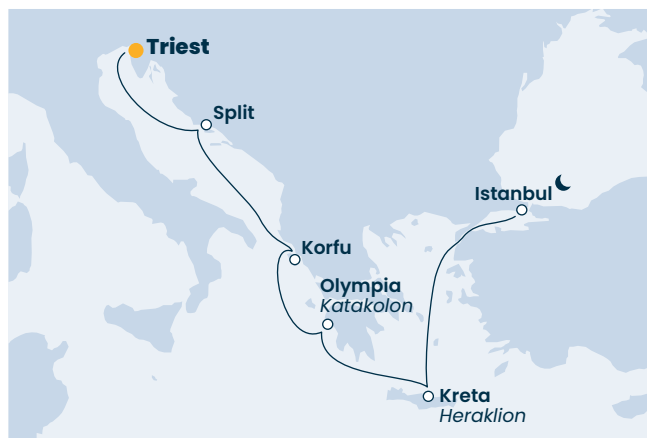 Triest
Split
Istanbul
Korfu
Olympia
Katakolon
Kreta
Heraklion